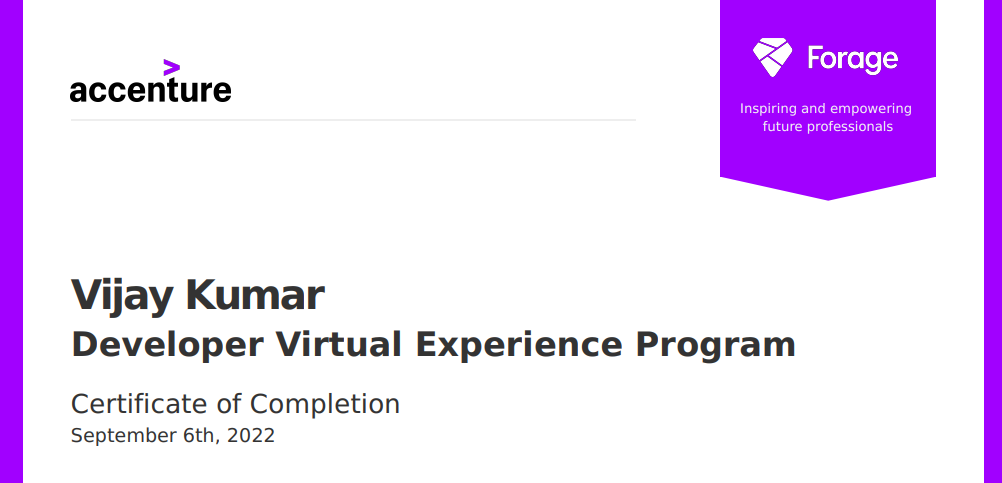 accenture
Forage
Inspiring and empowering
future professionals
Vijay Kumar
Developer Virtual Experience Program
Certificate of Completion
September 6th, 2022